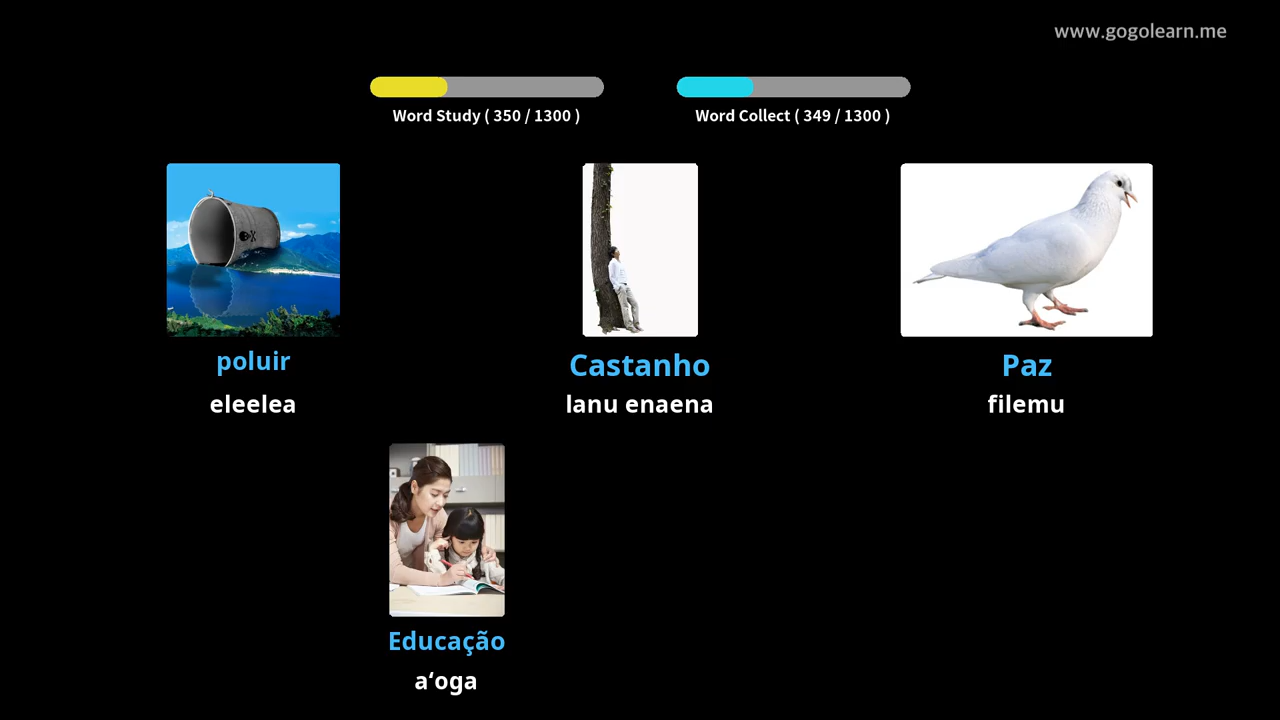 www.gogolearn.me
Word Study ( 350 / 1300 )
Word Collect ( 349 / 1300 )
poluir
eleelea
Castanho
lanu enaena
Paz
filemu
Educação
a‘oga